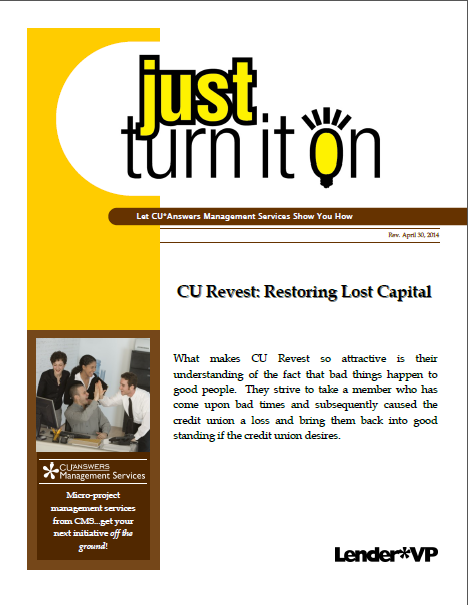 just
turn it on
Let CU*Answers Management Services Show You How
Rev. April 30, 2014
CU Revest: Restoring Lost Capital
What makes CU Revest so attractive is their
understanding of the fact that bad things happen to
good people. They strive to take a member who has
come upon bad times and subsequently caused the
credit union a loss and bring them back into good
standing if the credit union desires.
CU*ANSWERS
Management Services
Micro-project
management services
from CMS...get your
next initiative off the
ground!
Lender*VP